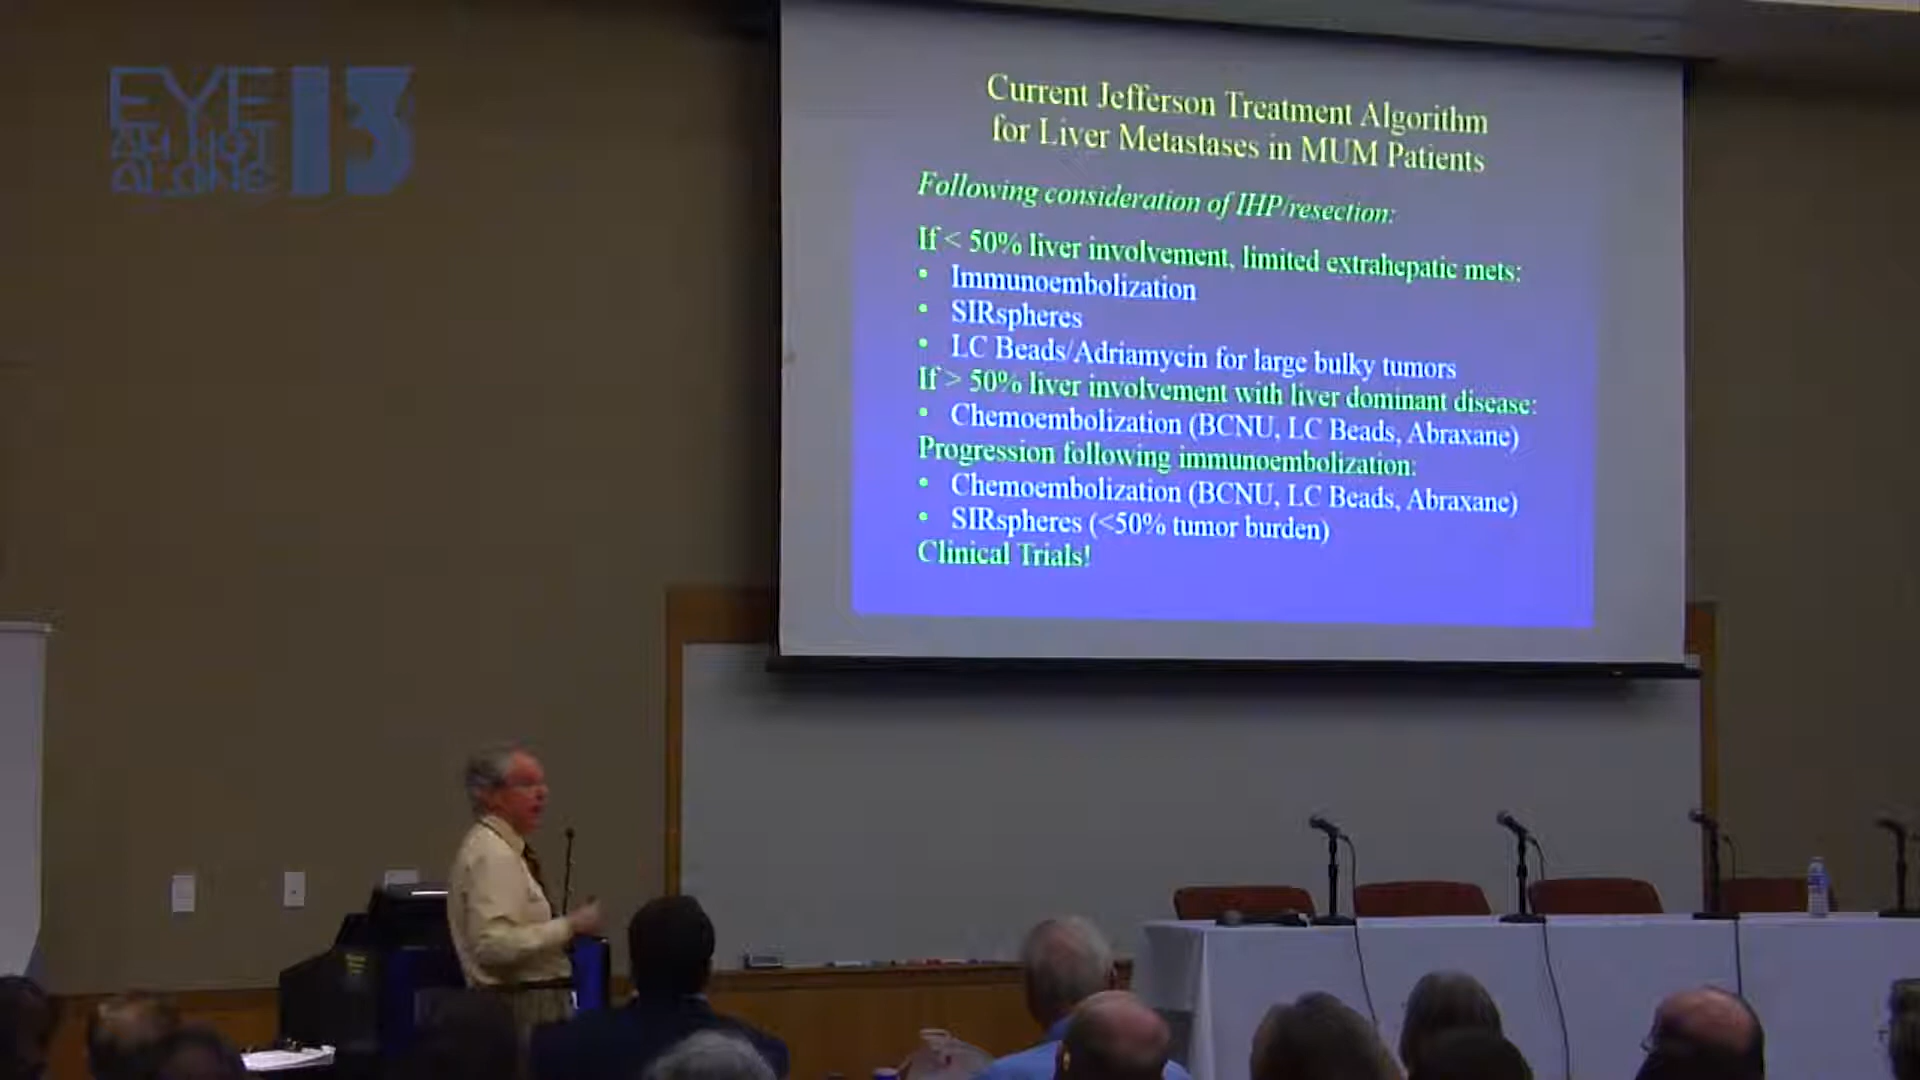 EYE
AM NOT
ALONE
13
Current Jefferson Treatment Algorithm
for Liver Metastases in MUM Patients
Following consideration of IHP/resection:
If < 50% liver involvement, limited extrahepatic mets:
• Immunoembolization
• SIRspheres
• LC Beads/Adriamycin for large bulky tumors
If > 50% liver involvement with liver dominant disease:
• Chemoembolization (BCNU, LC Beads, Abraxane)
Progression following immunoembolization:
• Chemoembolization (BCNU, LC Beads, Abraxane)
• SIRspheres (<50% tumor burden)
Clinical Trials!